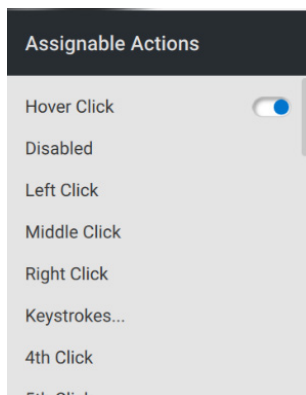 Assignable Actions
Hover Click
Disabled
Left Click
Middle Click
Right Click
Keystrokes...
4th Click